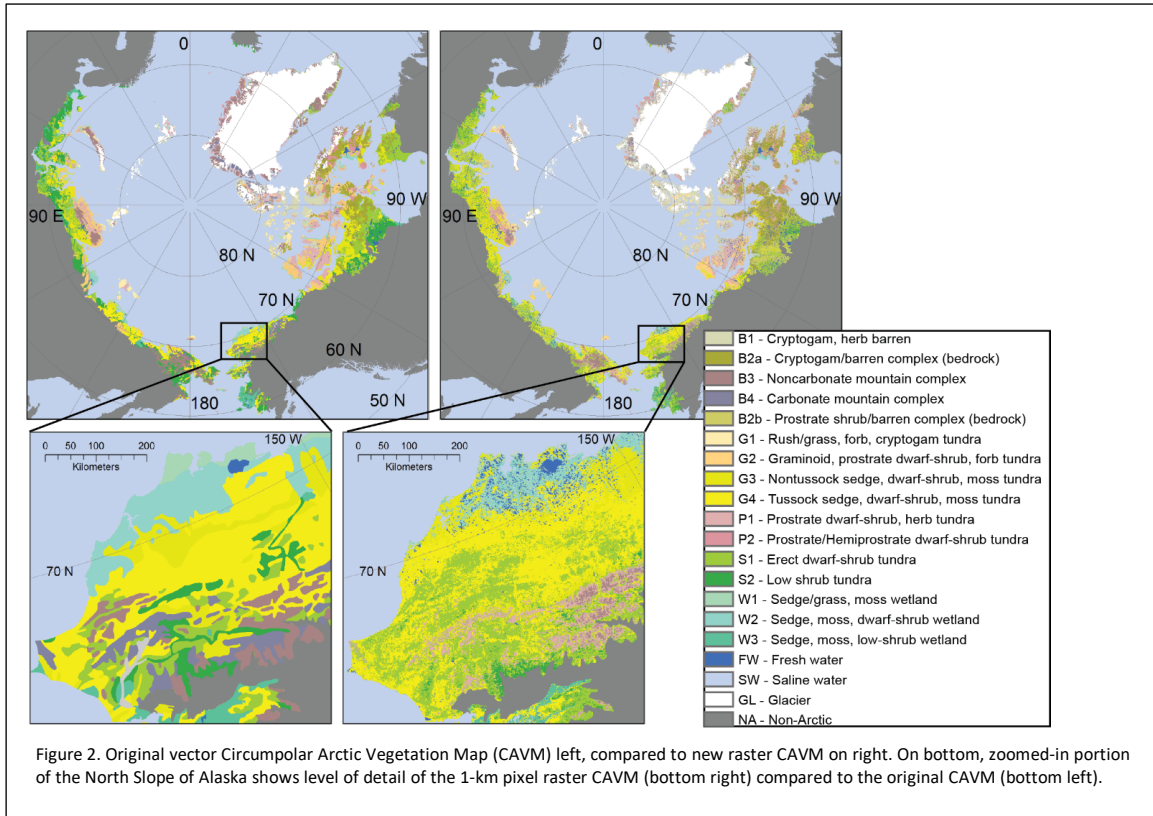 0
90 E
90 W
80 N
70 N
60 N
50 N
180
0
90 E
90 W
80 N
70 N
60 N
50 N
180
B1 - Cryptogam, herb barren
B2a - Cryptogam/barren complex (bedrock)
B3 - Noncarbonate mountain complex
B4 - Carbonate mountain complex
B2b - Prostrate shrub/barren complex (bedrock)
G1 - Rush/grass, forb, cryptogam tundra
G2 - Graminoid, prostrate dwarf-shrub, forb tundra
G3 - Nontussock sedge, dwarf-shrub, moss tundra
G4 - Tussock sedge, dwarf-shrub, moss tundra
P1 - Prostrate dwarf-shrub, herb tundra
P2 - Prostrate/Hemiprostrate dwarf-shrub tundra
S1 - Erect dwarf-shrub tundra
S2 - Low shrub tundra
W1 - Sedge/grass, moss wetland
W2 - Sedge, moss, dwarf-shrub wetland
W3 - Sedge, moss, low-shrub wetland
FW - Fresh water
SW - Saline water
GL - Glacier
NA - Non-Arctic
0 50 100 200
Kilometers
150 W
70 N
0 50 100 200
Kilometers
150 W
70 N
Figure 2. Original vector Circumpolar Arctic Vegetation Map (CAVM) left, compared to new raster CAVM on right. On bottom, zoomed-in portion
of the North Slope of Alaska shows level of detail of the 1-km pixel raster CAVM (bottom right) compared to the original CAVM (bottom left).